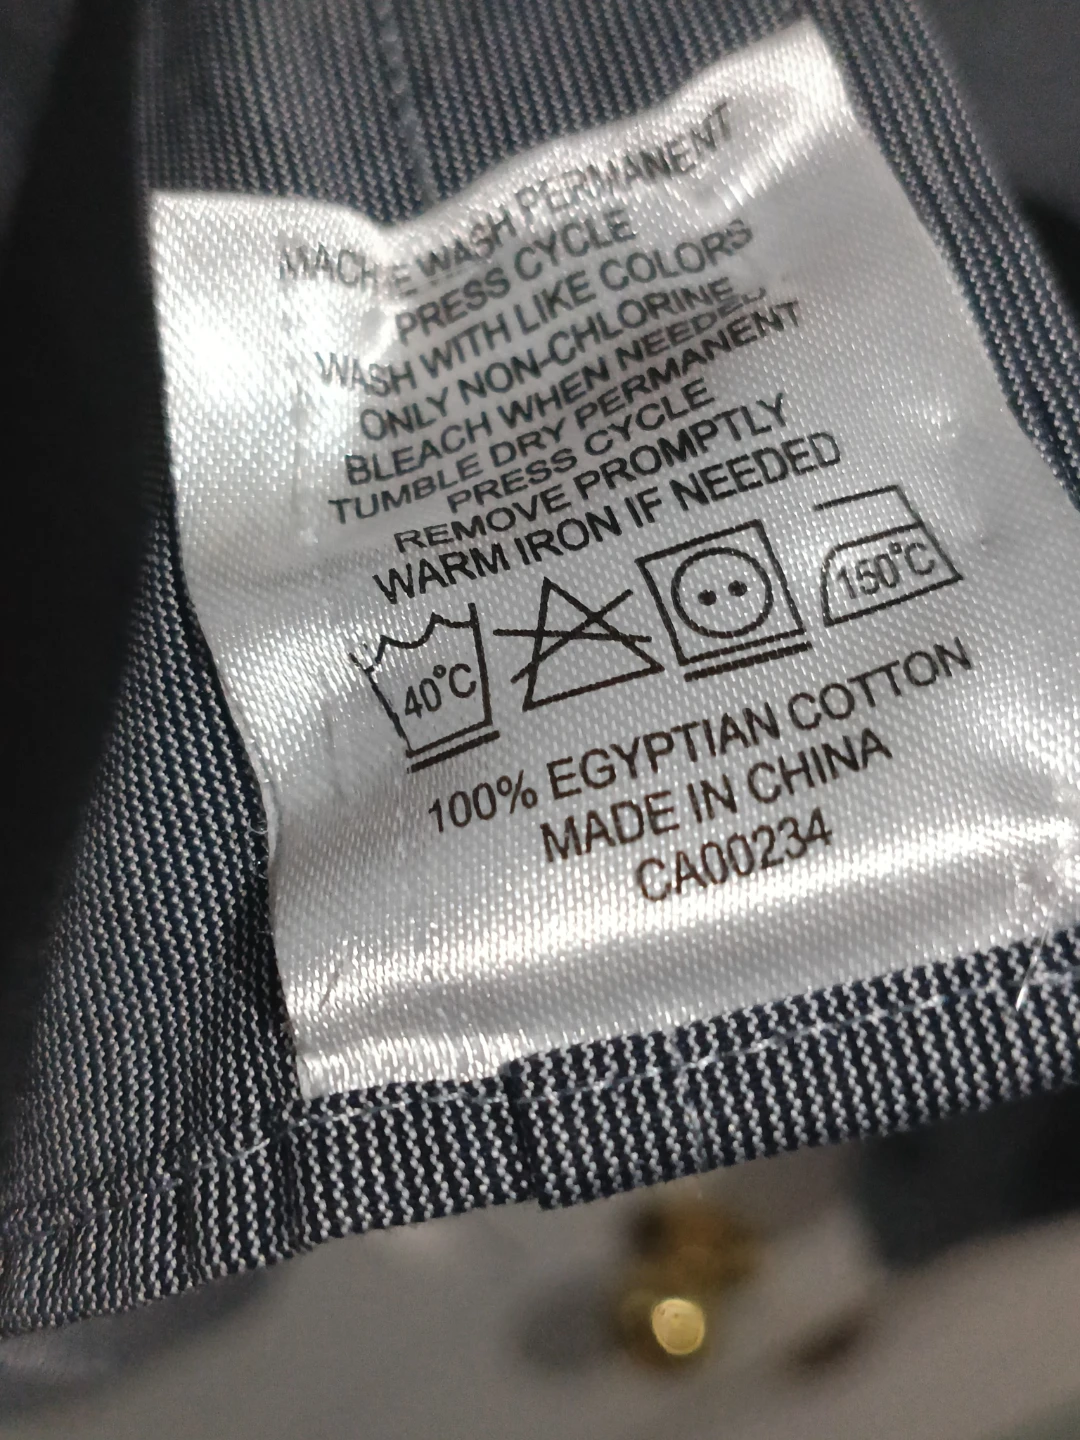 MACHINE WASH PERMANENT
PRESS CYCLE
WASH WITH LIKE COLORS
ONLY NON-CHLORINE
BLEACH WHEN NEEDED
TUMBLE DRY PERMANENT
PRESS CYCLE
REMOVE PROMPTLY
WARM IRON IF NEEDED
40°C
150°C
100% EGYPTIAN COTTON
MADE IN CHINA
CA00234